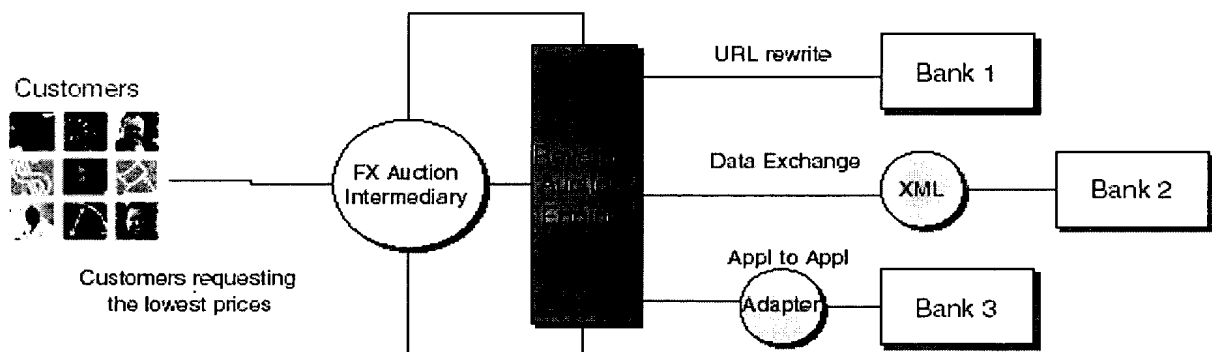 Customers
Customers requesting
the lowest prices
FX Auction
Intermediary
URL rewrite
Bank 1
Data Exchange
XML
Bank 2
Appl to Appl
Adapter
Bank 3